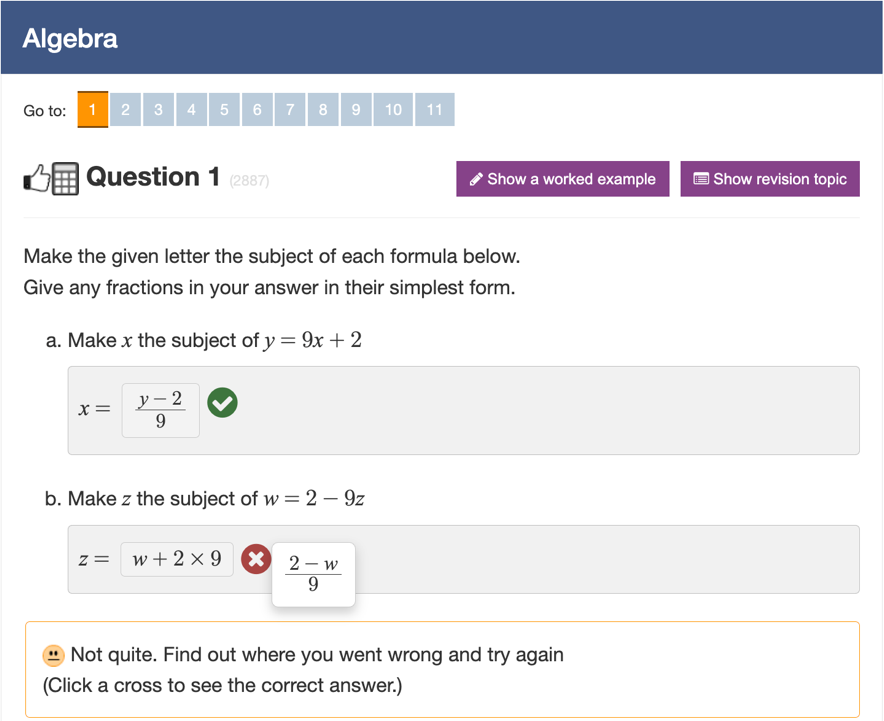 Algebra
Go to: 1 2 3 4 5 6 7 8 9 10 11
Question 1 (2887)
Show a worked example
Show revision topic
Make the given letter the subject of each formula below.
Give any fractions in your answer in their simplest form.
a. Make x the subject of y = 9x + 2
x = y − 2
9
b. Make z the subject of w = 2 − 9z
z = w + 2 × 9
2 − w
9
Not quite. Find out where you went wrong and try again
(Click a cross to see the correct answer.)